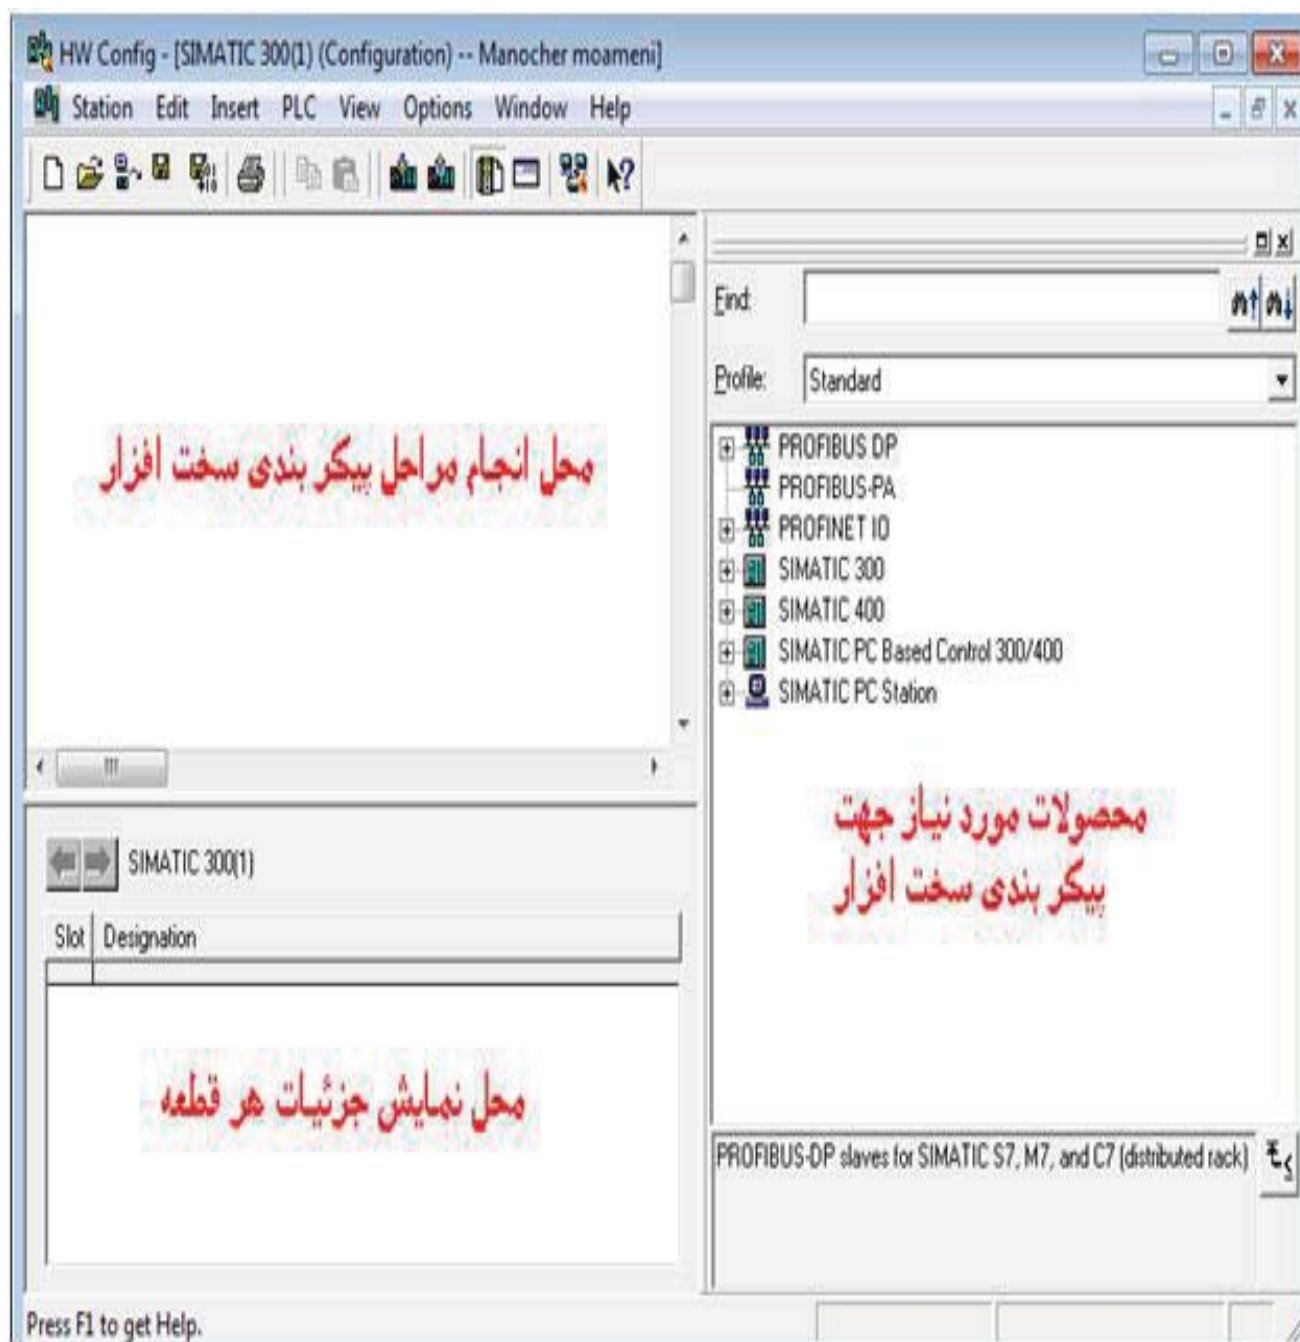 HW Config - [SIMATIC 300(1) (Configuration) -- Manocher moameni]
Station Edit Insert PLC View Options Window Help
محل انجام مراحل پیکر بندی سخت افزار
Find:
Profile: Standard
PROFIBUS DP
PROFIBUS-PA
PROFINET IO
SIMATIC 300
SIMATIC 400
SIMATIC PC Based Control 300/400
SIMATIC PC Station
محصولات مورد نیاز جهت
پیکر بندی سخت افزار
SIMATIC 300(1)
Slot Designation
محل نمایش جزئیات هر قطعه
PROFIBUS-DP slaves for SIMATIC S7, M7, and C7 (distributed rack)
Press F1 to get Help.